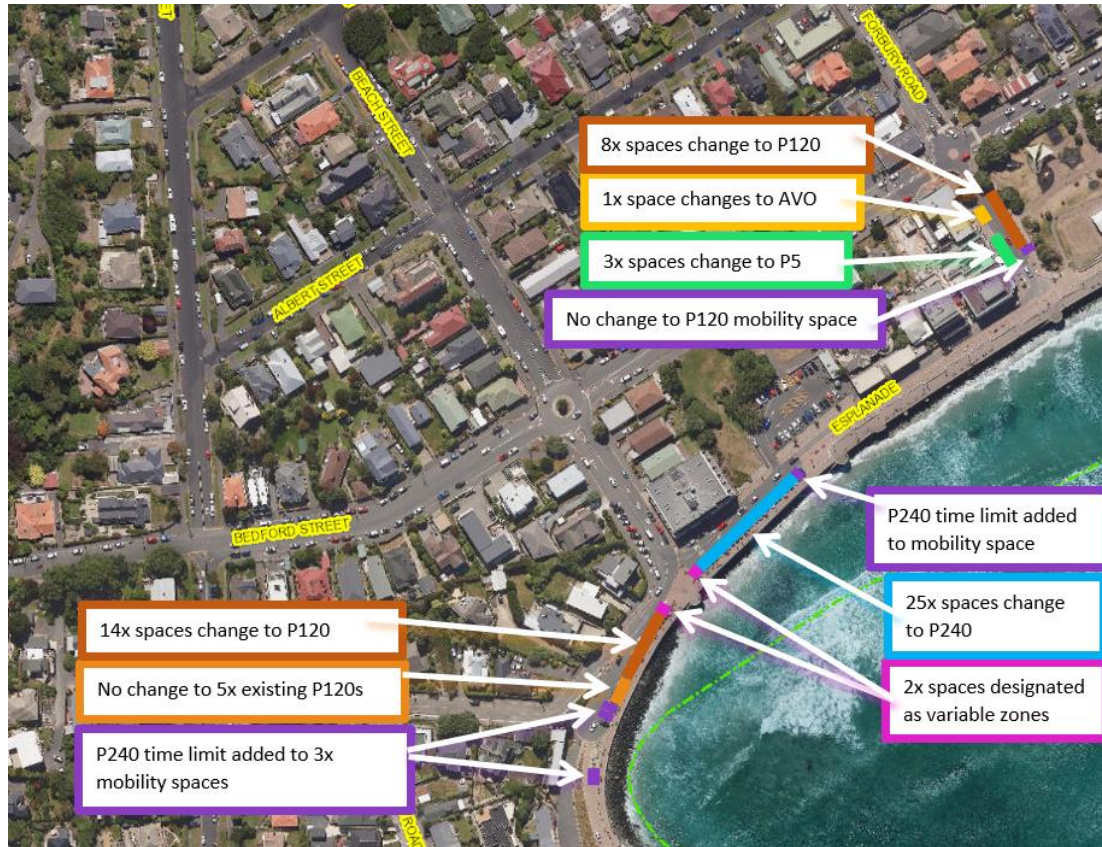 STREET
BEACH STREET
FORBURY ROAD
8x spaces change to P120
1x space changes to AVO
3x spaces change to P5
No change to P120 mobility space
ALBERT STREET
ESPLANADE
BEDFORD STREET
P240 time limit added
to mobility space
25x spaces change
to P240
2x spaces designated
as variable zones
14x spaces change to P120
No change to 5x existing P120s
P240 time limit added to 3x
mobility spaces
ROAD